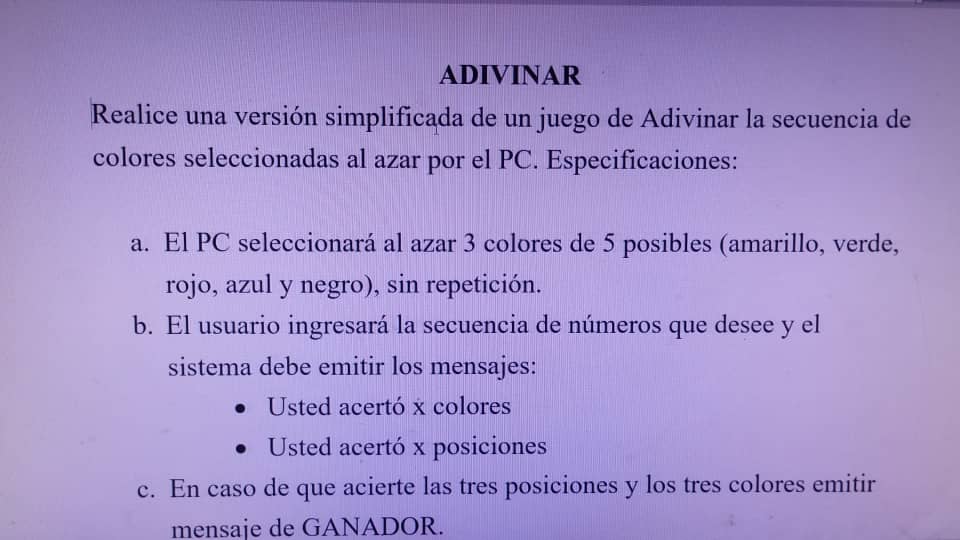 ADIVINAR
Realice una versión simplificada de un juego de Adivinar la secuencia de
colores seleccionadas al azar por el PC. Especificaciones:
a. El PC seleccionará al azar 3 colores de 5 posibles (amarillo, verde,
rojo, azul y negro), sin repetición.
b. El usuario ingresará la secuencia de números que desee y el
sistema debe emitir los mensajes:
• Usted acertó x colores
• Usted acertó x posiciones
c. En caso de que acierte las tres posiciones y los tres colores emitir
mensaje de GANADOR.